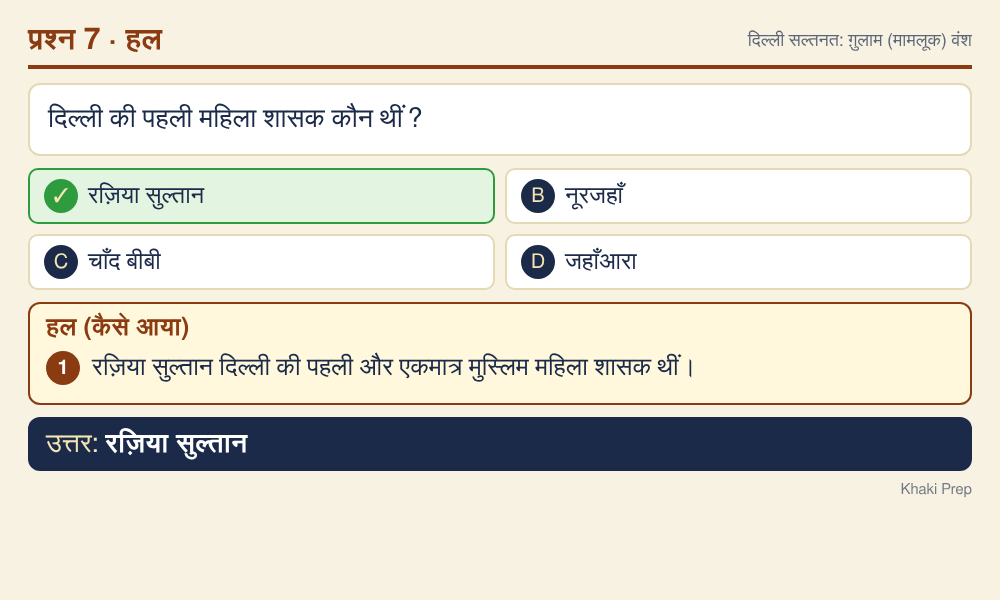 प्रश्न 7 · हल
दिल्ली सल्तनत: ग़ुलाम (मामलूक) वंश
दिल्ली की पहली महिला शासक कौन थीं ?
✓ रज़िया सुल्तान
B नूरजहाँ
C चाँद बीबी
D जहाँआरा
हल (कैसे आया)
1 रज़िया सुल्तान दिल्ली की पहली और एकमात्र मुस्लिम महिला शासक थीं ।
उत्तर: रज़िया सुल्तान
Khaki Prep